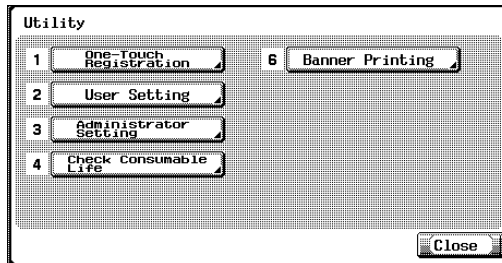 Utility
1 One-Touch
Registration
2 User Setting
3 Administrator
Setting
4 Check Consumable
Life
6 Banner Printing
Close